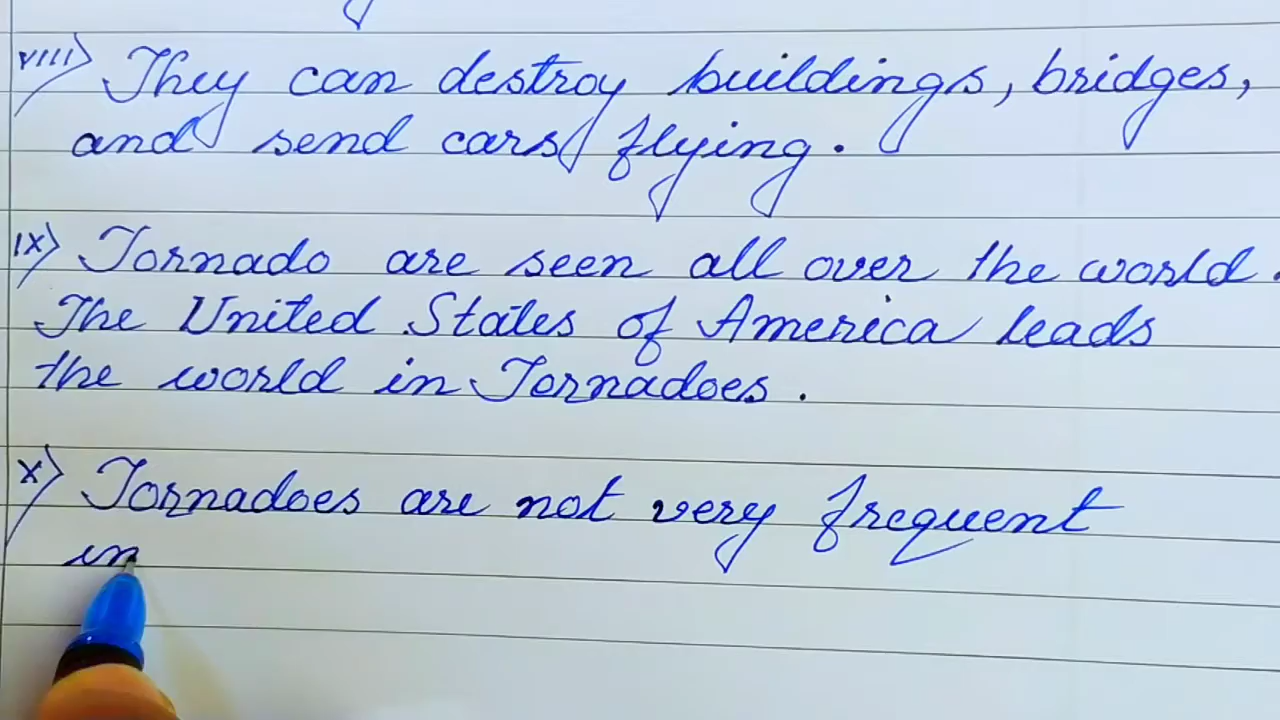 viii) They can destroy buildings, bridges,
and send cars flying.
ix) Tornado are seen all over the world.
The United States of America leads
the world in Tornadoes.
x) Tornadoes are not very frequent
in